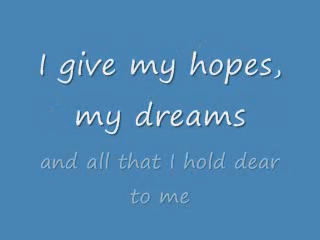 I give my hopes,
my dreams
and all that I hold dear
to me